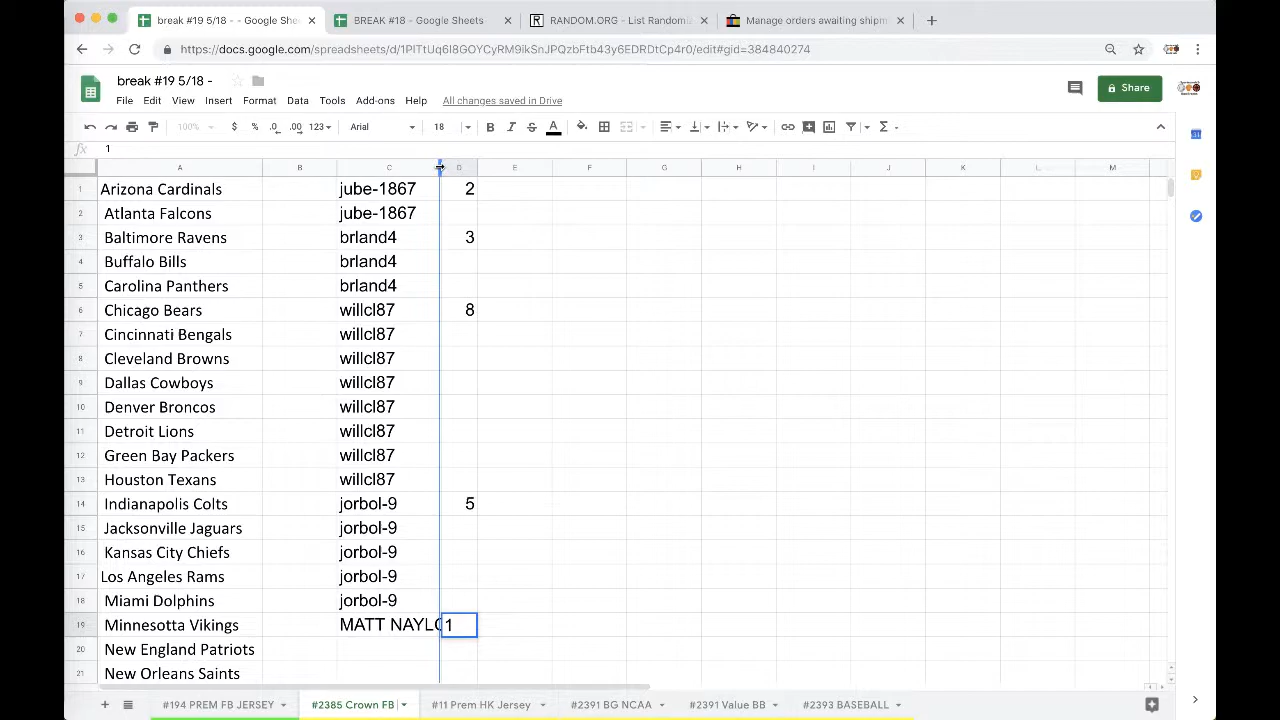 break #19 5/18 - - Google She
BREAK #18 - Google Sheets
RANDOM.ORG - List Randomi
Manage orders awaiting shipm
https://docs.google.com/spreadsheets/d/1PlTtUq6I8GOYCyRM9ikSnJPQzbFtb43y6EDRDtCp4r0/edit#gid=384840274
break #19 5/18 -
File Edit View Insert Format Data Tools Add-ons Help All changes saved in Drive
Share
100% $ % .0 .00 123 Arial 18 B I S A Σ
fx 1
A B C D E F G H I J K L M
1 Arizona Cardinals jube-1867 2
2 Atlanta Falcons jube-1867
3 Baltimore Ravens brland4 3
4 Buffalo Bills brland4
5 Carolina Panthers brland4
6 Chicago Bears willcl87 8
7 Cincinnati Bengals willcl87
8 Cleveland Browns willcl87
9 Dallas Cowboys willcl87
10 Denver Broncos willcl87
11 Detroit Lions willcl87
12 Green Bay Packers willcl87
13 Houston Texans willcl87
14 Indianapolis Colts jorbol-9 5
15 Jacksonville Jaguars jorbol-9
16 Kansas City Chiefs jorbol-9
17 Los Angeles Rams jorbol-9
18 Miami Dolphins jorbol-9
19 Minnesotta Vikings MATT NAYLO 1
20 New England Patriots
21 New Orleans Saints
#194 PREM FB JERSEY #2385 Crown FB #11 Prem HK Jersey #2391 BG NCAA #2391 Value BB #2393 BASEBALL